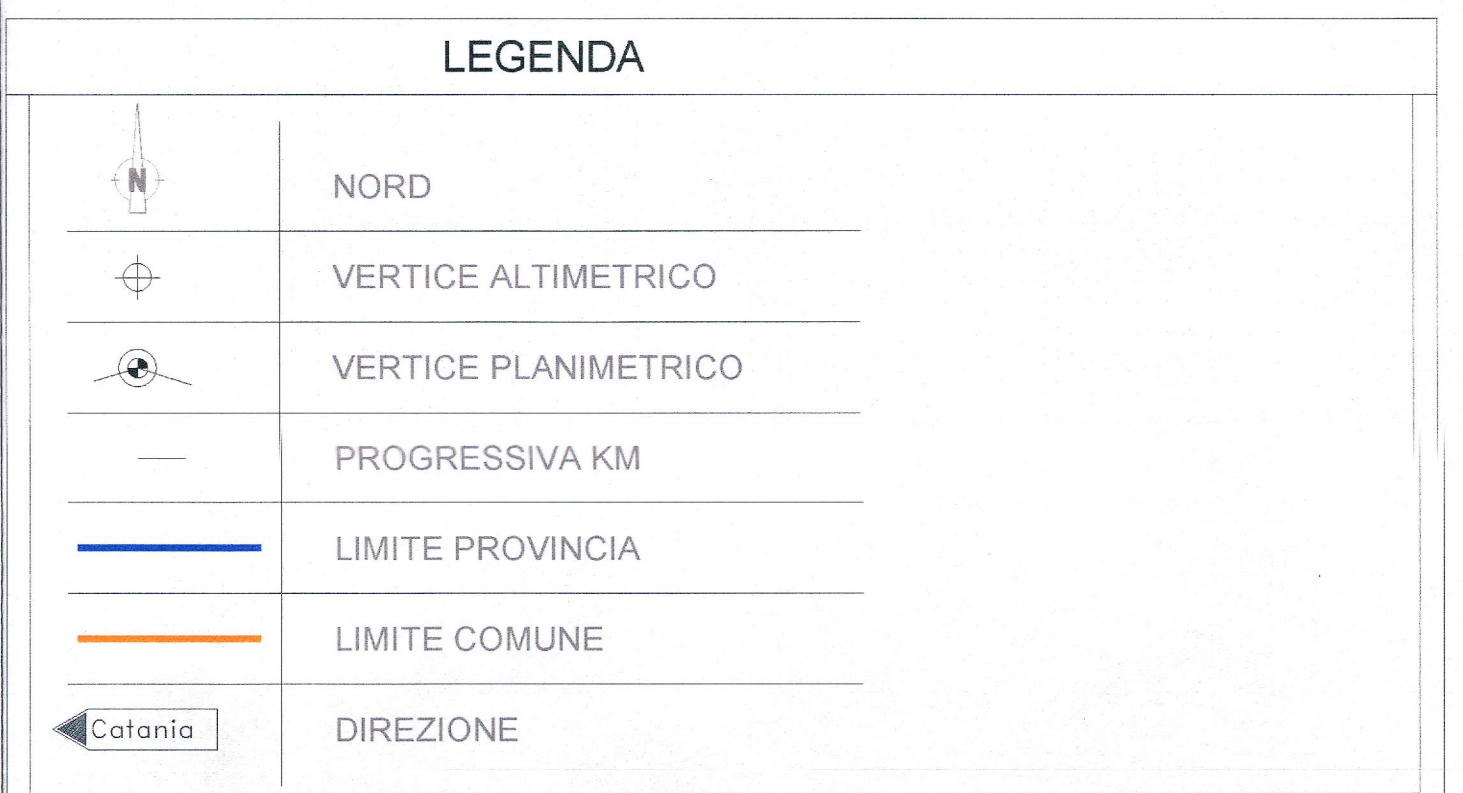 LEGENDA
N NORD
VERTICE ALTIMETRICO
VERTICE PLANIMETRICO
PROGRESSIVA KM
LIMITE PROVINCIA
LIMITE COMUNE
Catania DIREZIONE